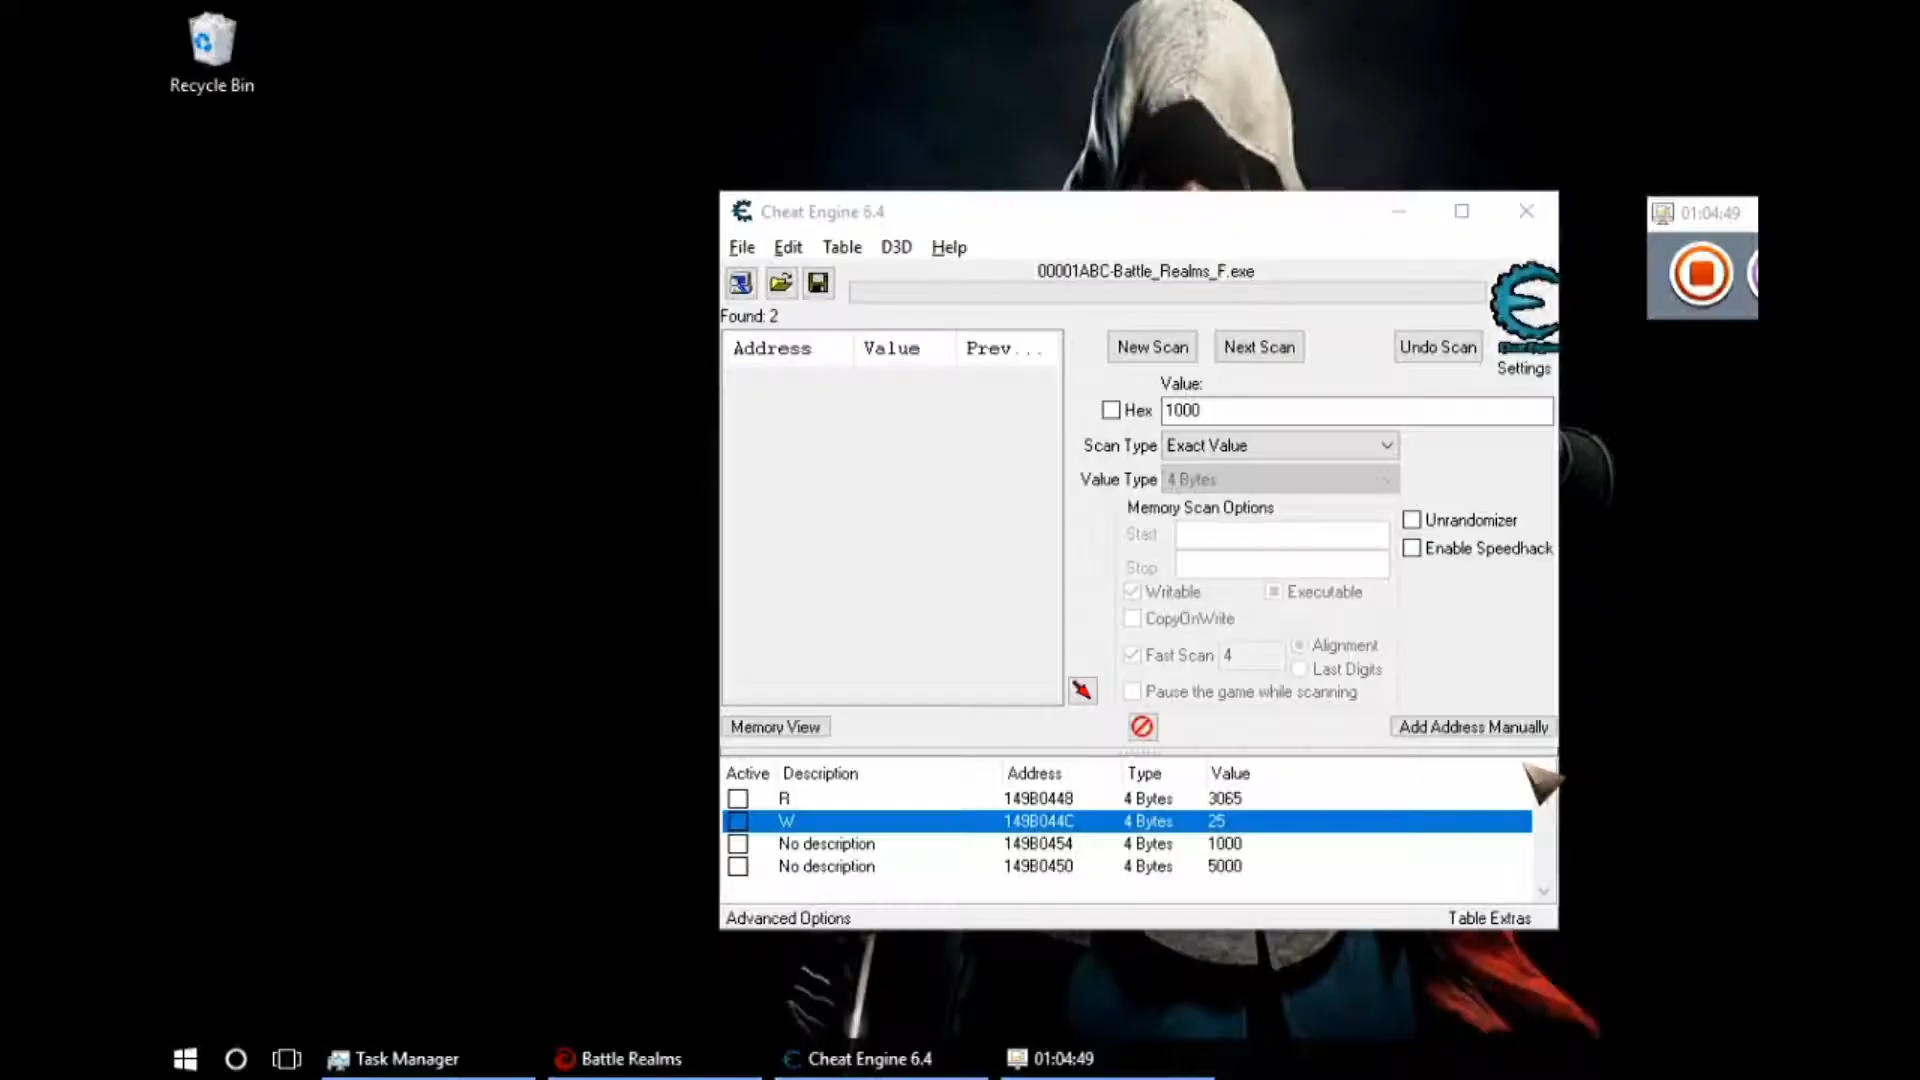 Recycle Bin
Cheat Engine 6.4
File Edit Table D3D Help
00001ABC-Battle_Realms_F.exe
Found: 2
Address Value Prev...
New Scan Next Scan Undo Scan
Settings
Value:
Hex 1000
Scan Type Exact Value
Value Type 4 Bytes
Memory Scan Options
Start
Stop
Unrandomizer
Enable Speedhack
Writable Executable
CopyOnWrite
Fast Scan 4 Alignment
Last Digits
Pause the game while scanning
Memory View Add Address Manually
Active Description Address Type Value
R 149B0448 4 Bytes 3065
W 149B044C 4 Bytes 25
No description 149B0454 4 Bytes 1000
No description 149B0450 4 Bytes 5000
Advanced Options Table Extras
01:04:49
Task Manager Battle Realms Cheat Engine 6.4 01:04:49